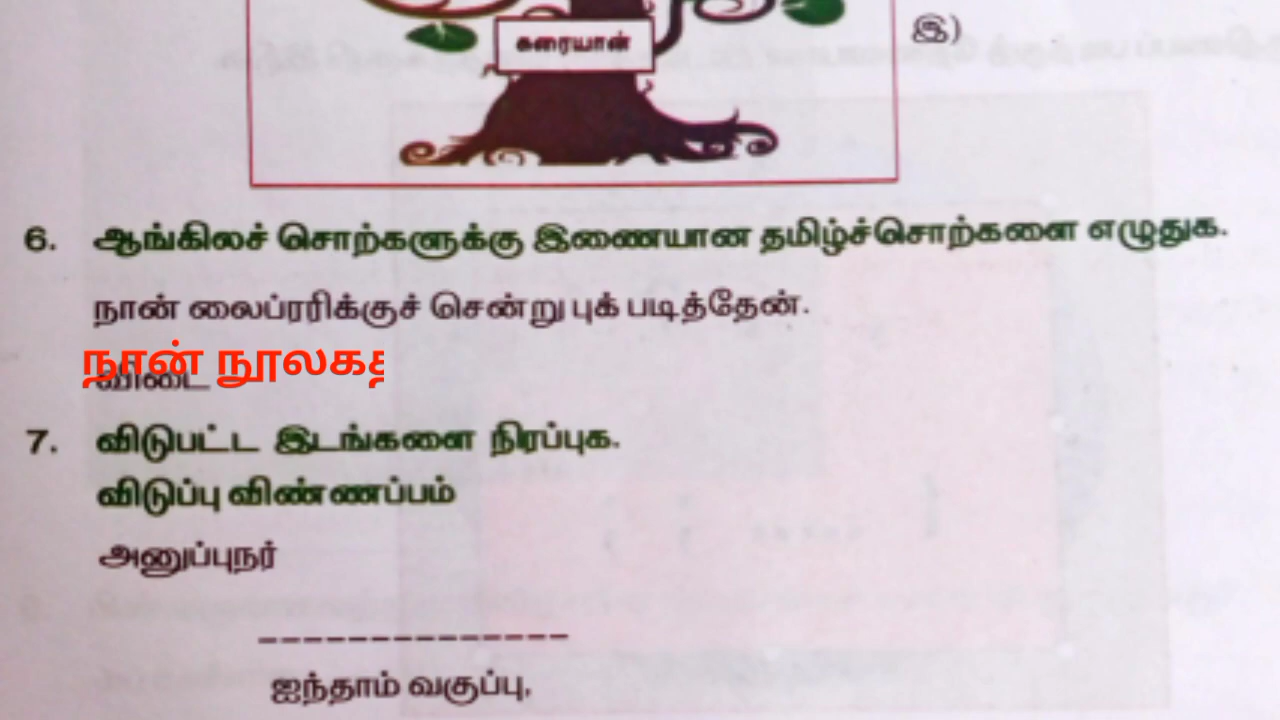 கரையான்
இ)
6. ஆங்கிலச் சொற்களுக்கு இணையான தமிழ்ச்சொற்களை எழுதுக.
நான் லைப்ரரிக்குச் சென்று புக் படித்தேன்.
நான் நூலகத
விடை
7. விடுபட்ட இடங்களை நிரப்புக.
விடுப்பு விண்ணப்பம்
அனுப்புநர்
ஐந்தாம் வகுப்பு,